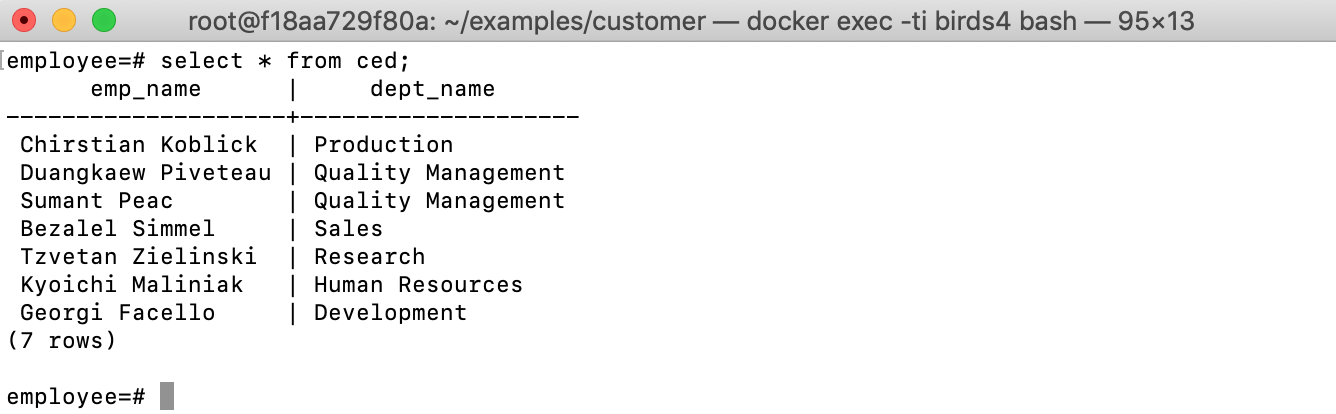 root@f18aa729f80a: ~/examples/customer — docker exec -ti birds4 bash — 95×13
employee=# select * from ced;
      emp_name      |     dept_name
--------------------+--------------------
 Chirstian Koblick  | Production
 Duangkaew Piveteau | Quality Management
 Sumant Peac        | Quality Management
 Bezalel Simmel     | Sales
 Tzvetan Zielinski  | Research
 Kyoichi Maliniak   | Human Resources
 Georgi Facello     | Development
(7 rows)
employee=#